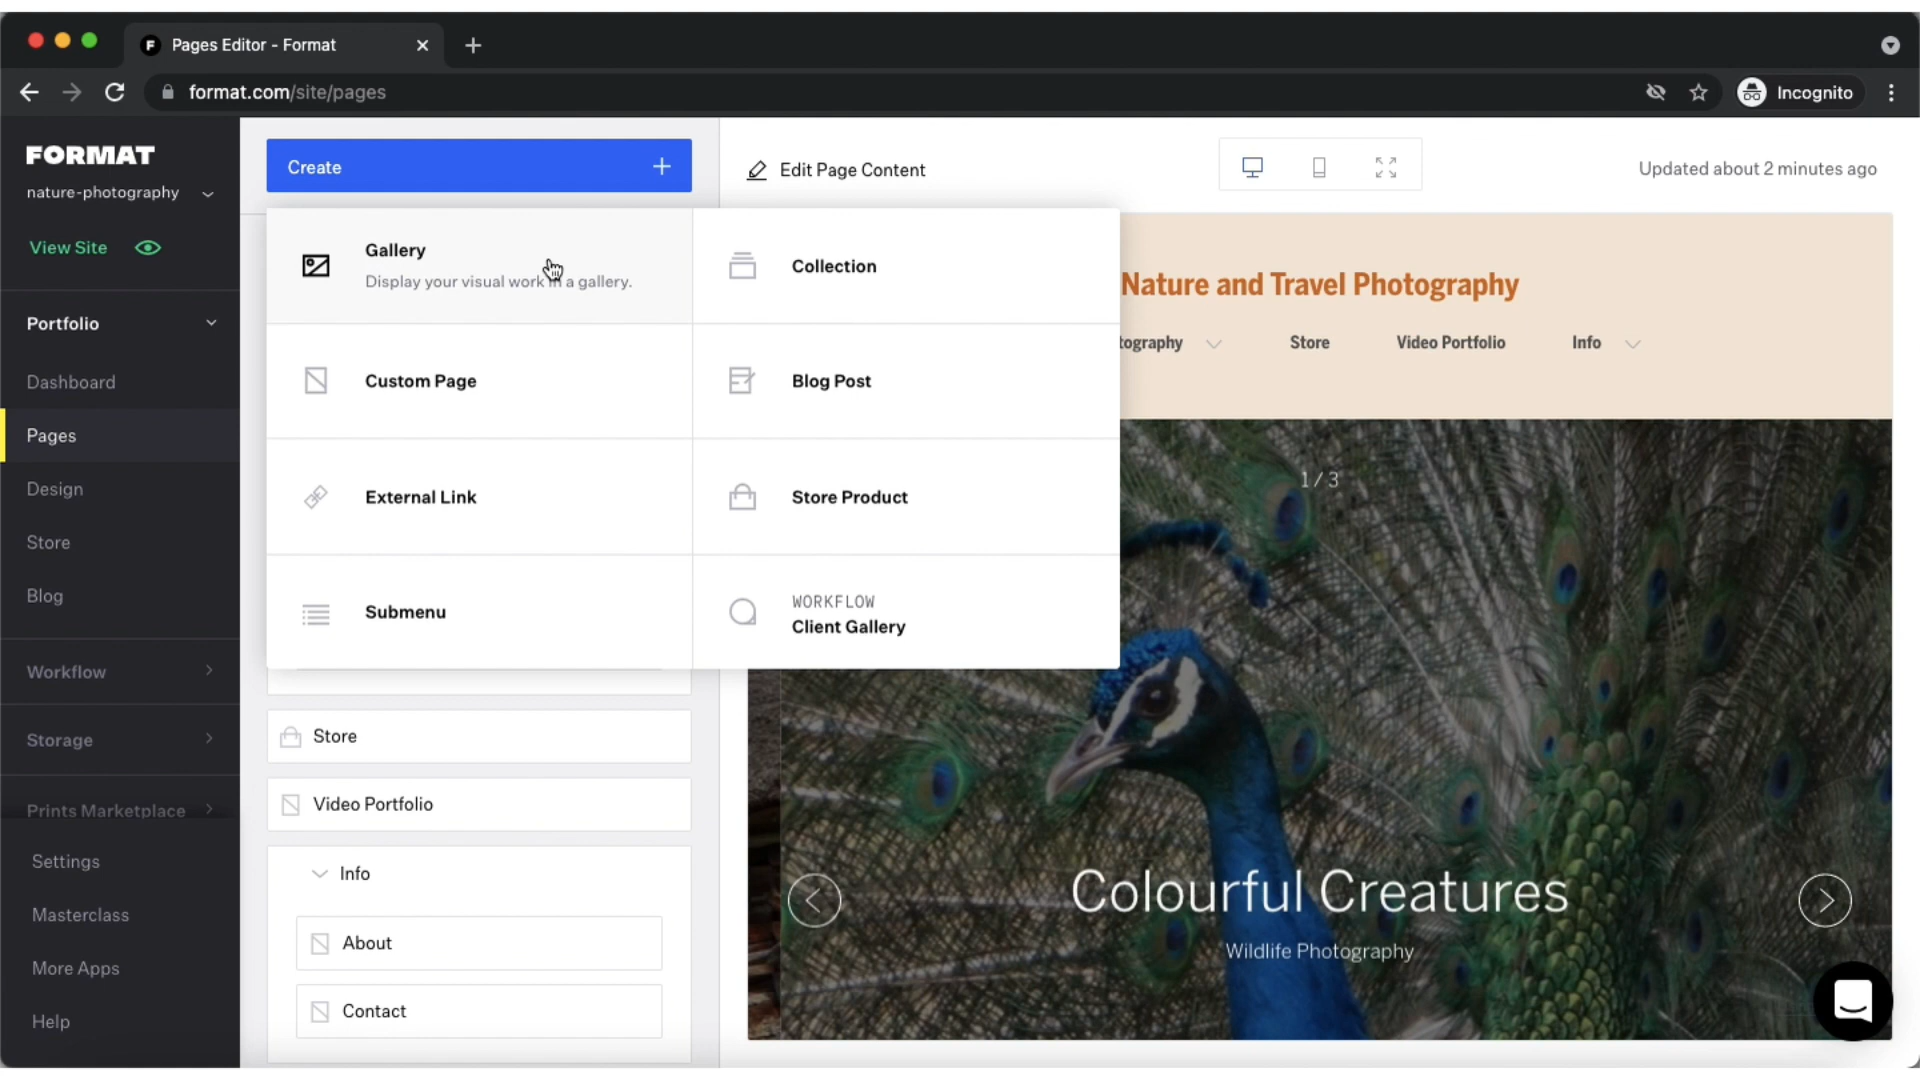 Pages Editor - Format
format.com/site/pages
Incognito
FORMAT
nature-photography
View Site
Portfolio
Dashboard
Pages
Design
Store
Blog
Workflow
Storage
Prints Marketplace
Settings
Masterclass
More Apps
Help
Create
Gallery
Display your visual work in a gallery.
Collection
Custom Page
Blog Post
External Link
Store Product
Submenu
WORKFLOW
Client Gallery
Store
Video Portfolio
Info
About
Contact
Edit Page Content
Updated about 2 minutes ago
Nature and Travel Photography
tography
Store
Video Portfolio
Info
1 / 3
Colourful Creatures
Wildlife Photography